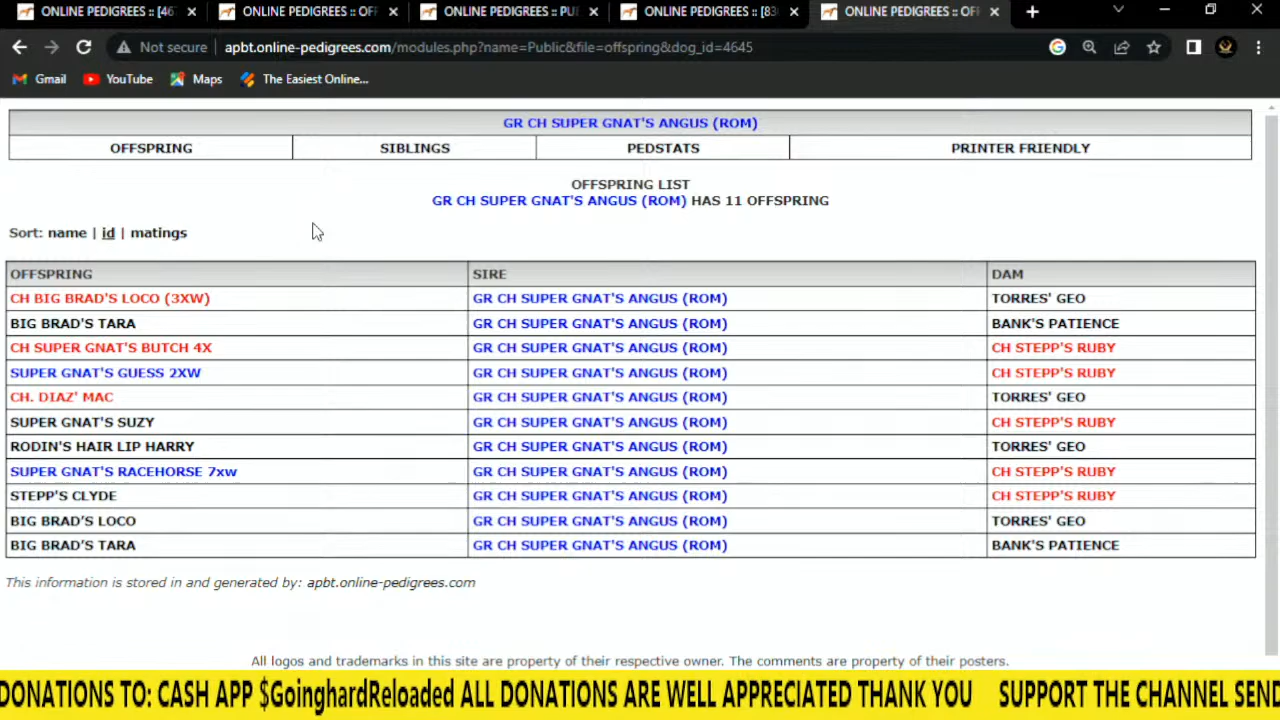 ONLINE PEDIGREES :: [467 ONLINE PEDIGREES :: OFF ONLINE PEDIGREES :: PUB ONLINE PEDIGREES :: [836 ONLINE PEDIGREES :: OFF
Not secure apbt.online-pedigrees.com/modules.php?name=Public&file=offspring&dog_id=4645
Gmail YouTube Maps The Easiest Online...
GR CH SUPER GNAT'S ANGUS (ROM)
OFFSPRING SIBLINGS PEDSTATS PRINTER FRIENDLY
OFFSPRING LIST
GR CH SUPER GNAT'S ANGUS (ROM) HAS 11 OFFSPRING
Sort: name | id | matings
OFFSPRING SIRE DAM
CH BIG BRAD'S LOCO (3XW) GR CH SUPER GNAT'S ANGUS (ROM) TORRES' GEO
BIG BRAD'S TARA GR CH SUPER GNAT'S ANGUS (ROM) BANK'S PATIENCE
CH SUPER GNAT'S BUTCH 4X GR CH SUPER GNAT'S ANGUS (ROM) CH STEPP'S RUBY
SUPER GNAT'S GUESS 2XW GR CH SUPER GNAT'S ANGUS (ROM) CH STEPP'S RUBY
CH. DIAZ' MAC GR CH SUPER GNAT'S ANGUS (ROM) TORRES' GEO
SUPER GNAT'S SUZY GR CH SUPER GNAT'S ANGUS (ROM) CH STEPP'S RUBY
RODIN'S HAIR LIP HARRY GR CH SUPER GNAT'S ANGUS (ROM) TORRES' GEO
SUPER GNAT'S RACEHORSE 7xw GR CH SUPER GNAT'S ANGUS (ROM) CH STEPP'S RUBY
STEPP'S CLYDE GR CH SUPER GNAT'S ANGUS (ROM) CH STEPP'S RUBY
BIG BRAD'S LOCO GR CH SUPER GNAT'S ANGUS (ROM) TORRES' GEO
BIG BRAD'S TARA GR CH SUPER GNAT'S ANGUS (ROM) BANK'S PATIENCE
This information is stored in and generated by: apbt.online-pedigrees.com
All logos and trademarks in this site are property of their respective owner. The comments are property of their posters.
DONATIONS TO: CASH APP $GoinghardReloaded ALL DONATIONS ARE WELL APPRECIATED THANK YOU SUPPORT THE CHANNEL SEND